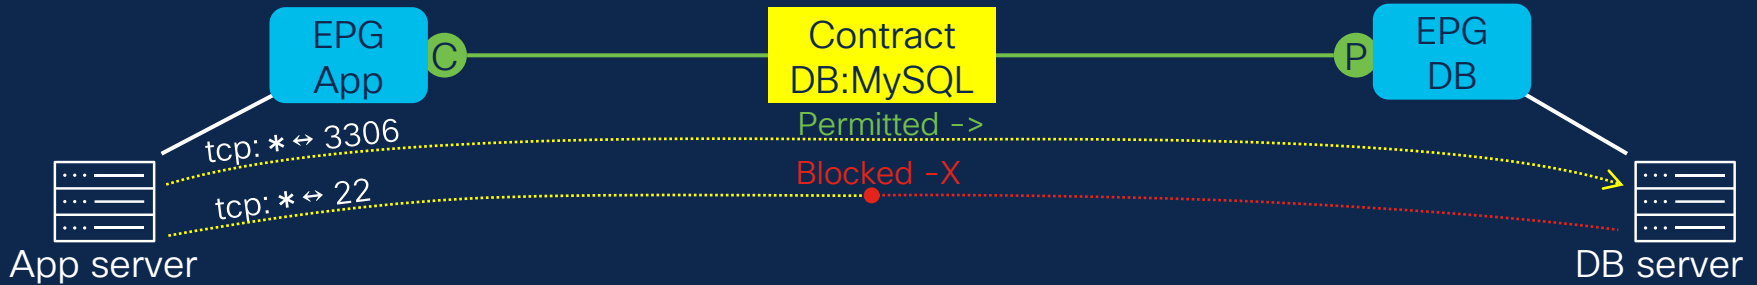 EPG
App
C
Contract
DB:MySQL
P
EPG
DB
tcp: * ↔ 3306
Permitted ->
tcp: * ↔ 22
Blocked -X
App server
DB server